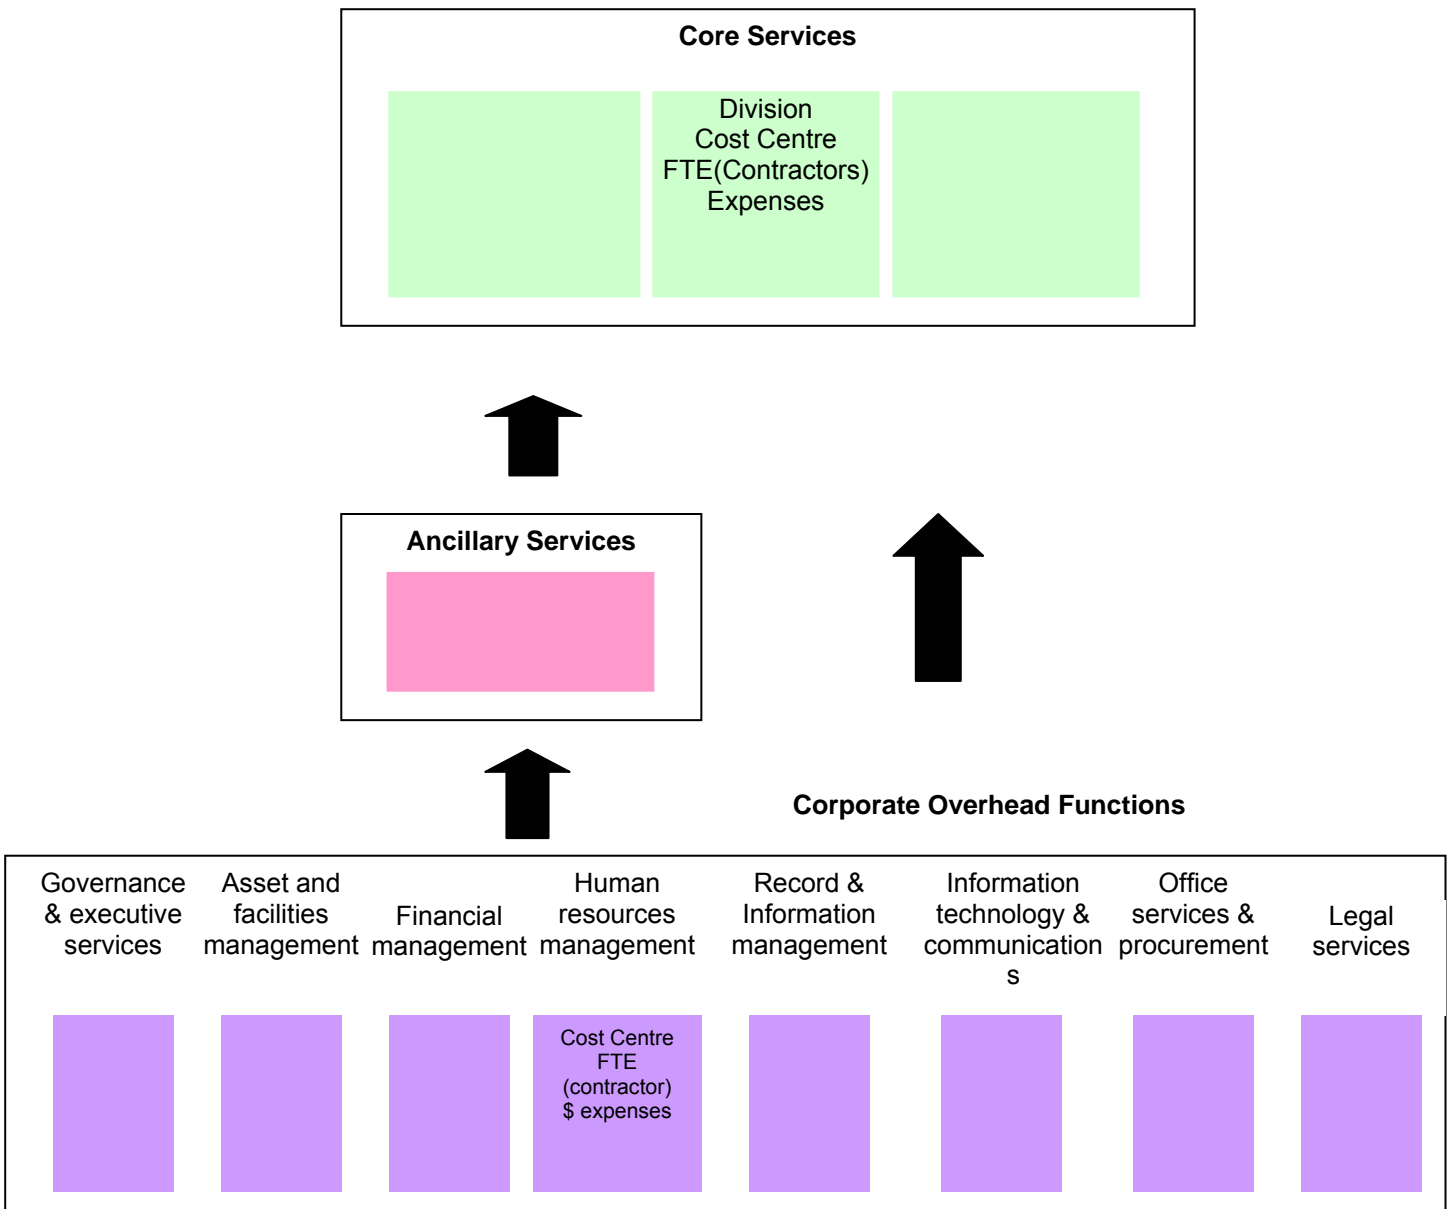 Core Services
Division
Cost Centre
FTE(Contractors)
Expenses
Ancillary Services
Corporate Overhead Functions
Governance
& executive
services
Asset and
facilities
management
Financial
management
Human
resources
management
Record &
Information
management
Information
technology &
communication
s
Office
services &
procurement
Legal
services
Cost Centre
FTE
(contractor)
$ expenses